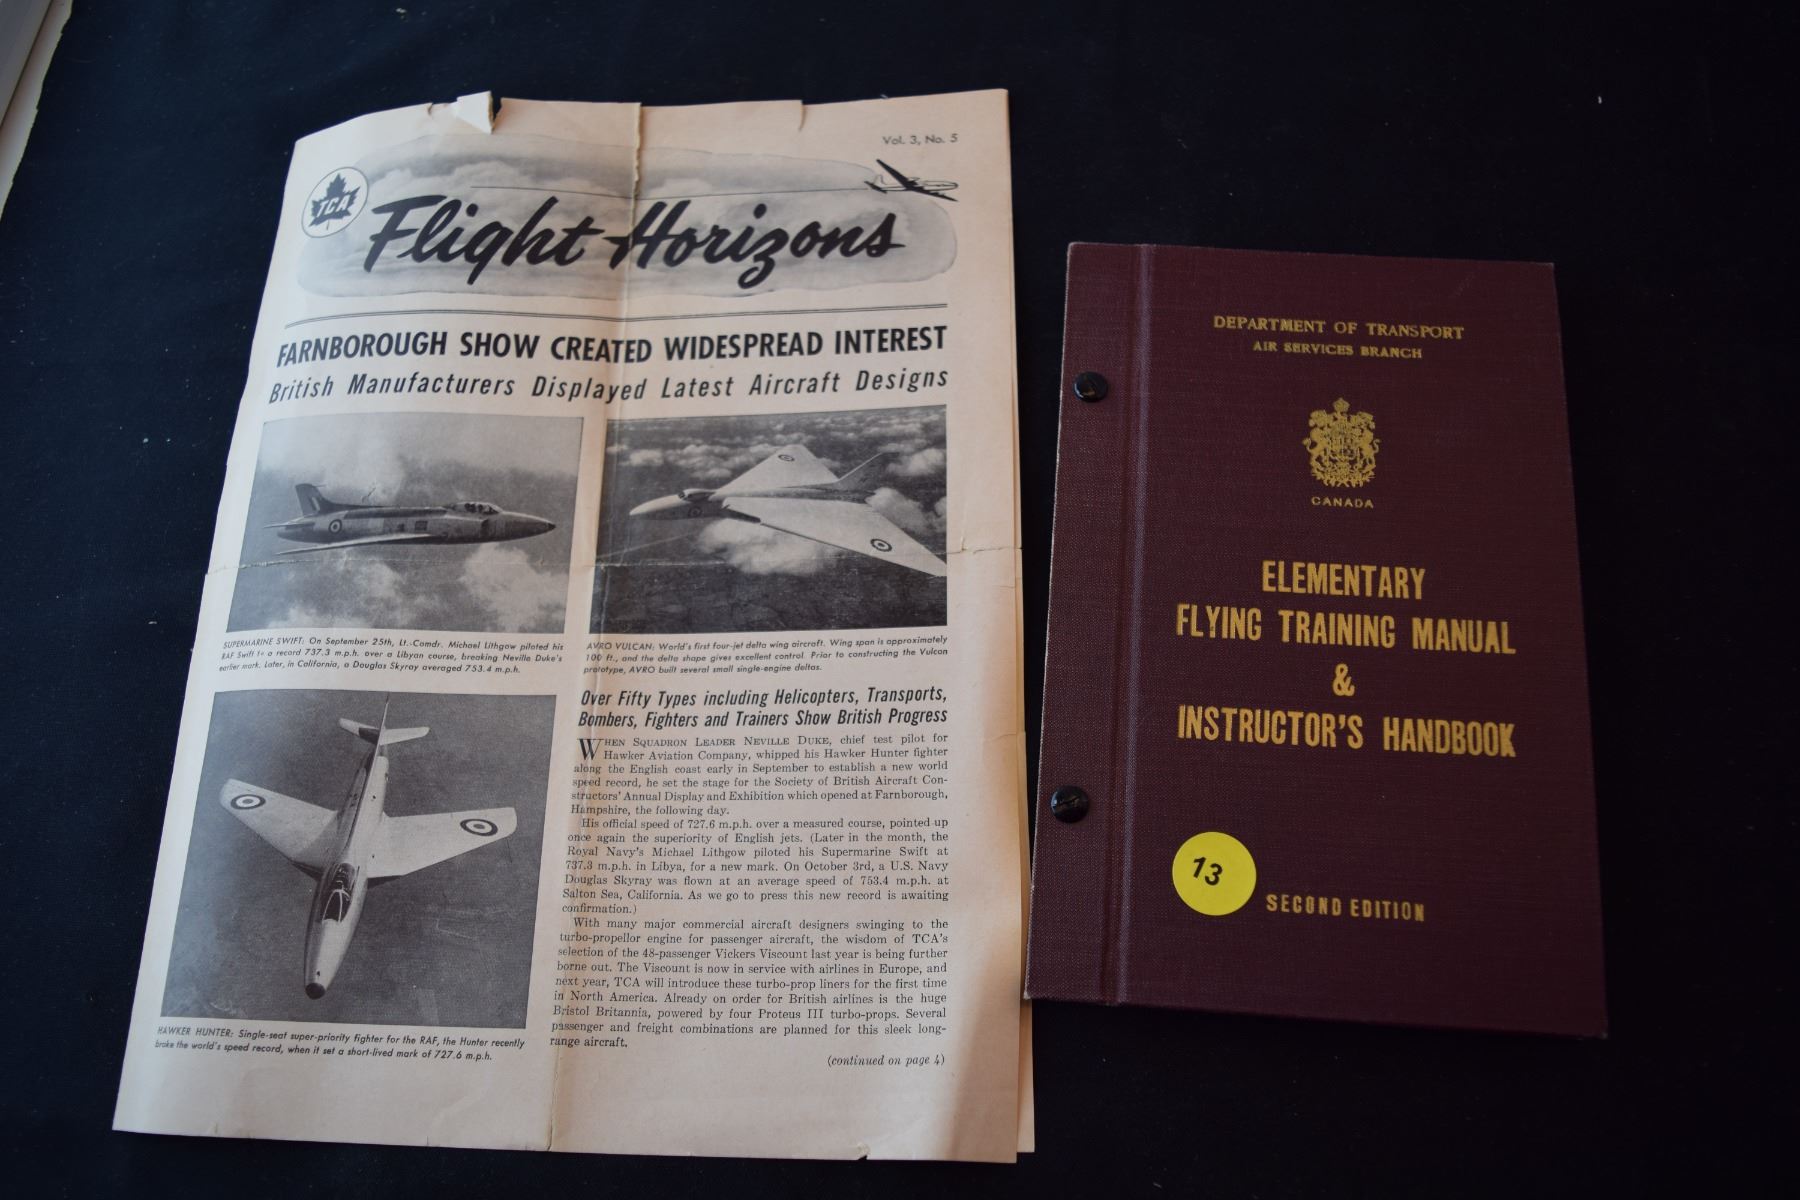 Vol. 3, No. 5
TCA
Flight Horizons
FARNBOROUGH SHOW CREATED WIDESPREAD INTEREST
British Manufacturers Displayed Latest Aircraft Designs
SUPERMARINE SWIFT: On September 25th, Lt.-Comdr. Michael Lithgow piloted his
RAF Swift to a record 737.3 m.p.h. over a Libyan course, breaking Neville Duke's
earlier mark. Later, in California, a Douglas Skyray averaged 753.4 m.p.h.
AVRO VULCAN: World's first four-jet delta wing aircraft. Wing span is approximately
100 ft., and the delta shape gives excellent control. Prior to constructing the Vulcan
prototype, AVRO built several small single-engine deltas.
HAWKER HUNTER: Single-seat super-priority fighter for the RAF, the Hunter recently
broke the world's speed record, when it set a short-lived mark of 727.6 m.p.h.
Over Fifty Types including Helicopters, Transports,
Bombers, Fighters and Trainers Show British Progress
WHEN SQUADRON LEADER NEVILLE DUKE, chief test pilot for
Hawker Aviation Company, whipped his Hawker Hunter fighter
along the English coast early in September to establish a new world
speed record, he set the stage for the Society of British Aircraft Con-
structors' Annual Display and Exhibition which opened at Farnborough,
Hampshire, the following day.
His official speed of 727.6 m.p.h. over a measured course, pointed up
once again the superiority of English jets. (Later in the month, the
Royal Navy's Michael Lithgow piloted his Supermarine Swift at
737.3 m.p.h. in Libya, for a new mark. On October 3rd, a U.S. Navy
Douglas Skyray was flown at an average speed of 753.4 m.p.h. at
Salton Sea, California. As we go to press this new record is awaiting
confirmation.)
With many major commercial aircraft designers swinging to the
turbo-propellor engine for passenger aircraft, the wisdom of TCA's
selection of the 48-passenger Vickers Viscount last year is being further
borne out. The Viscount is now in service with airlines in Europe, and
next year, TCA will introduce these turbo-prop liners for the first time
in North America. Already on order for British airlines is the huge
Bristol Britannia, powered by four Proteus III turbo-props. Several
passenger and freight combinations are planned for this sleek long-
range aircraft.
(continued on page 4)
DEPARTMENT OF TRANSPORT
AIR SERVICES BRANCH
CANADA
ELEMENTARY
FLYING TRAINING MANUAL
&
INSTRUCTOR'S HANDBOOK
13
SECOND EDITION